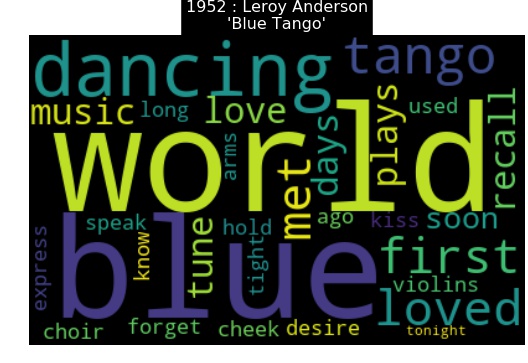 1952 : Leroy Anderson
'Blue Tango'
dancing
tango
music
long
love
used
world
arms
days
plays
recall
met
blue
speak
know
tune
hold
tight
ago
kiss
soon
express
first
violins
loved
choir
forget
cheek
desire
tonight